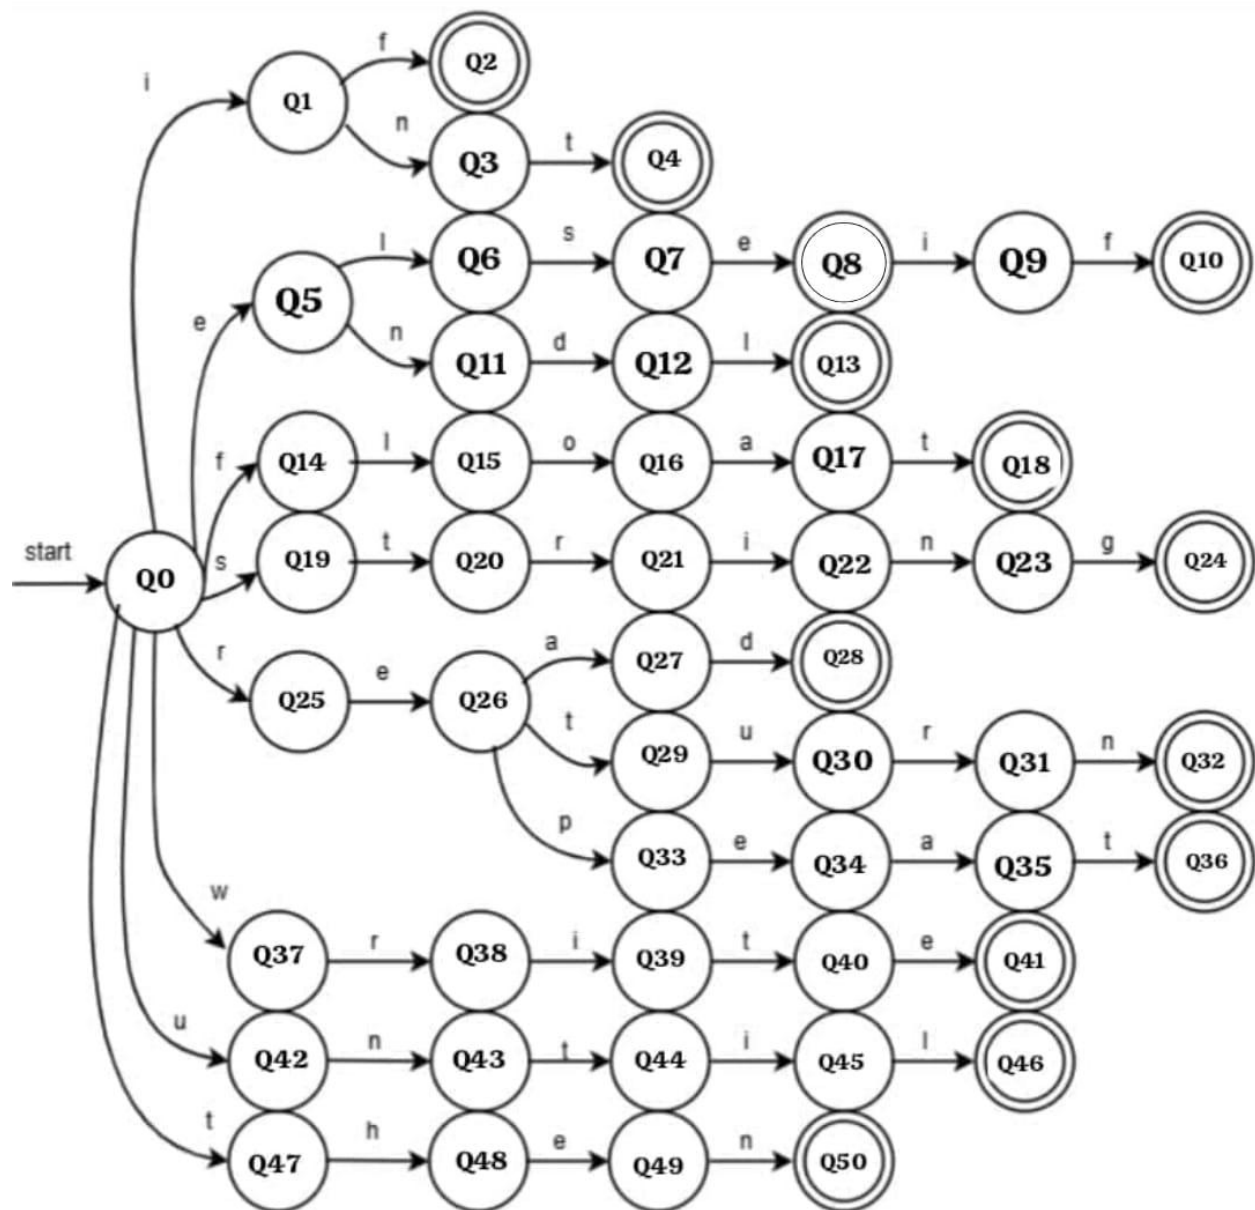 f Q2
i Q1
n Q3 t Q4
l Q6 s Q7 e Q8 i Q9 f Q10
e Q5
n Q11 d Q12 l Q13
f Q14 l Q15 o Q16 a Q17 t Q18
start Q0 s Q19 t Q20 r Q21 i Q22 n Q23 g Q24
a Q27 d Q28
r Q25 e Q26
t Q29 u Q30 r Q31 n Q32
p Q33 e Q34 a Q35 t Q36
w Q37 r Q38 i Q39 t Q40 e Q41
u Q42 n Q43 t Q44 i Q45 l Q46
t Q47 h Q48 e Q49 n Q50